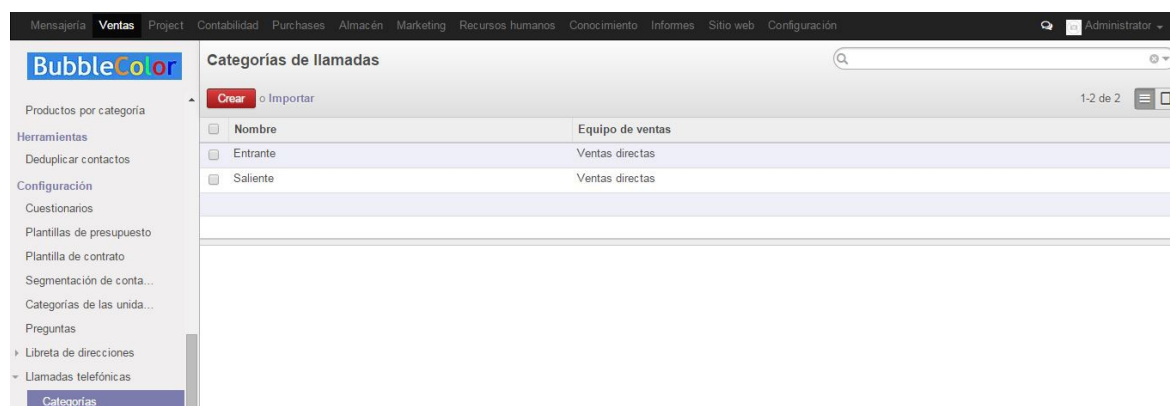 Mensajería Ventas Project Contabilidad Purchases Almacén Marketing Recursos humanos Conocimiento Informes Sitio web Configuración Administrator
BubbleColor
Categorías de llamadas
Crear o Importar
1-2 de 2
Productos por categoría
Herramientas
Deduplicar contactos
Configuración
Cuestionarios
Plantillas de presupuesto
Plantilla de contrato
Segmentación de conta...
Categorías de las unida...
Preguntas
Libreta de direcciones
Llamadas telefónicas
Categorías
Nombre Equipo de ventas
Entrante Ventas directas
Saliente Ventas directas